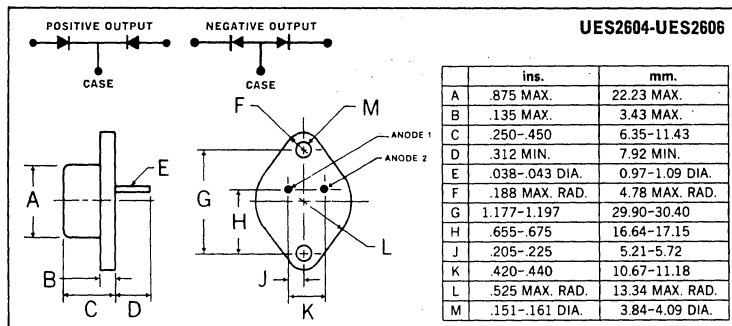 POSITIVE OUTPUT
CASE
NEGATIVE OUTPUT
CASE
UES2604-UES2606
F
M
ANODE 1
ANODE 2
E
A
G
H
L
B
C
D
J
K
ins. mm.
A .875 MAX. 22.23 MAX.
B .135 MAX. 3.43 MAX.
C .250-.450 6.35-11.43
D .312 MIN. 7.92 MIN.
E .038-.043 DIA. 0.97-1.09 DIA.
F .188 MAX. RAD. 4.78 MAX. RAD.
G 1.177-1.197 29.90-30.40
H .655-.675 16.64-17.15
J .205-.225 5.21-5.72
K .420-.440 10.67-11.18
L .525 MAX. RAD. 13.34 MAX. RAD.
M .151-.161 DIA. 3.84-4.09 DIA.